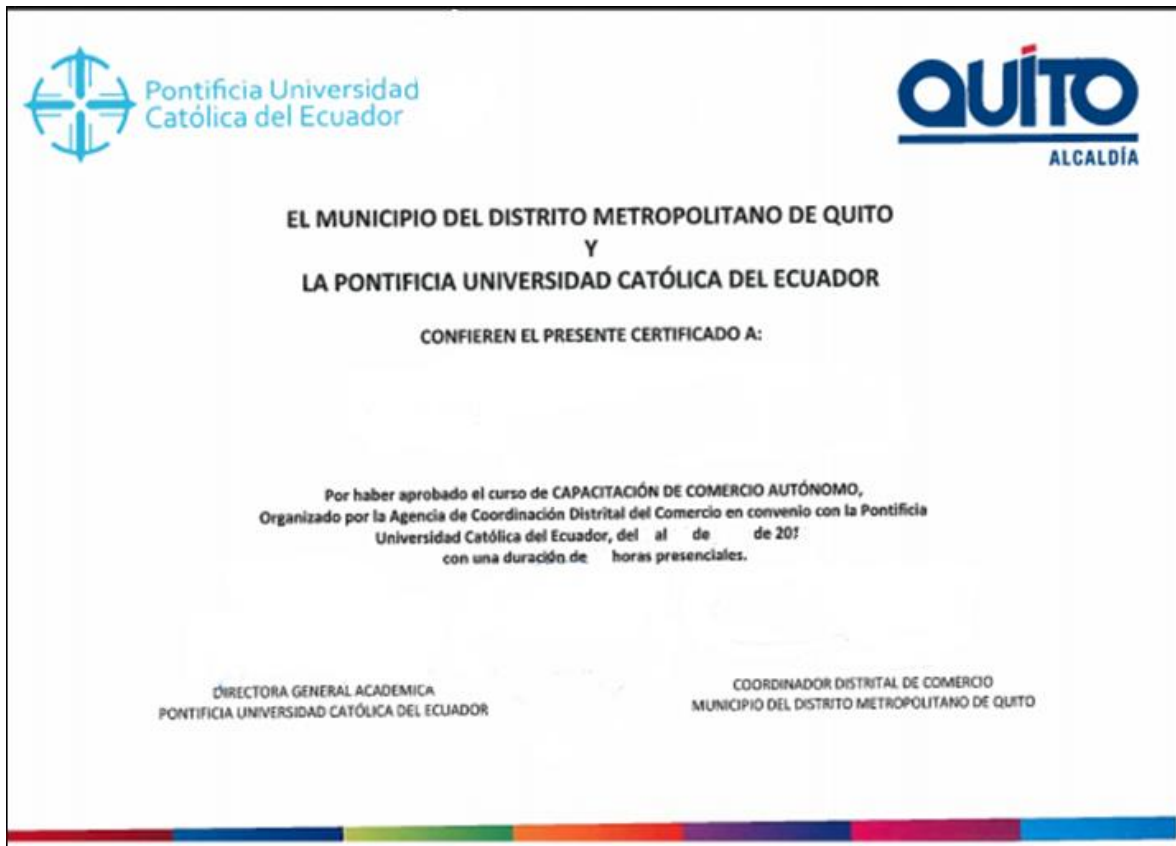 Pontificia Universidad
Católica del Ecuador
QUITO
ALCALDÍA
EL MUNICIPIO DEL DISTRITO METROPOLITANO DE QUITO
Y
LA PONTIFICIA UNIVERSIDAD CATÓLICA DEL ECUADOR
CONFIEREN EL PRESENTE CERTIFICADO A:
Por haber aprobado el curso de CAPACITACIÓN DE COMERCIO AUTÓNOMO,
Organizado por la Agencia de Coordinación Distrital del Comercio en convenio con la Pontificia
Universidad Católica del Ecuador, del al de de 201
con una duración de horas presenciales.
DIRECTORA GENERAL ACADEMICA
PONTIFICIA UNIVERSIDAD CATÓLICA DEL ECUADOR
COORDINADOR DISTRITAL DE COMERCIO
MUNICIPIO DEL DISTRITO METROPOLITANO DE QUITO